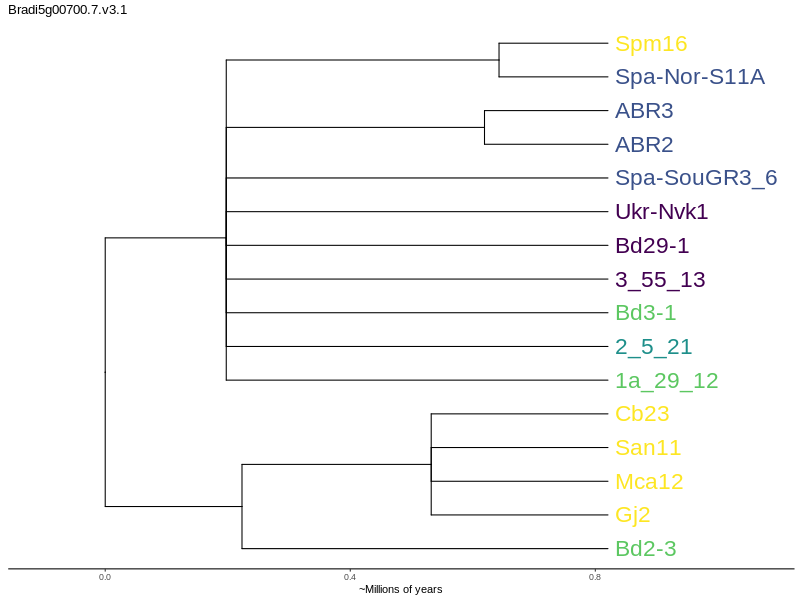 Bradi5g00700.7.v3.1
Spm16
Spa-Nor-S11A
ABR3
ABR2
Spa-SouGR3_6
Ukr-Nvk1
Bd29-1
3_55_13
Bd3-1
2_5_21
1a_29_12
Cb23
San11
Mca12
Gj2
Bd2-3
0.0 0.4 0.8
~Millions of years